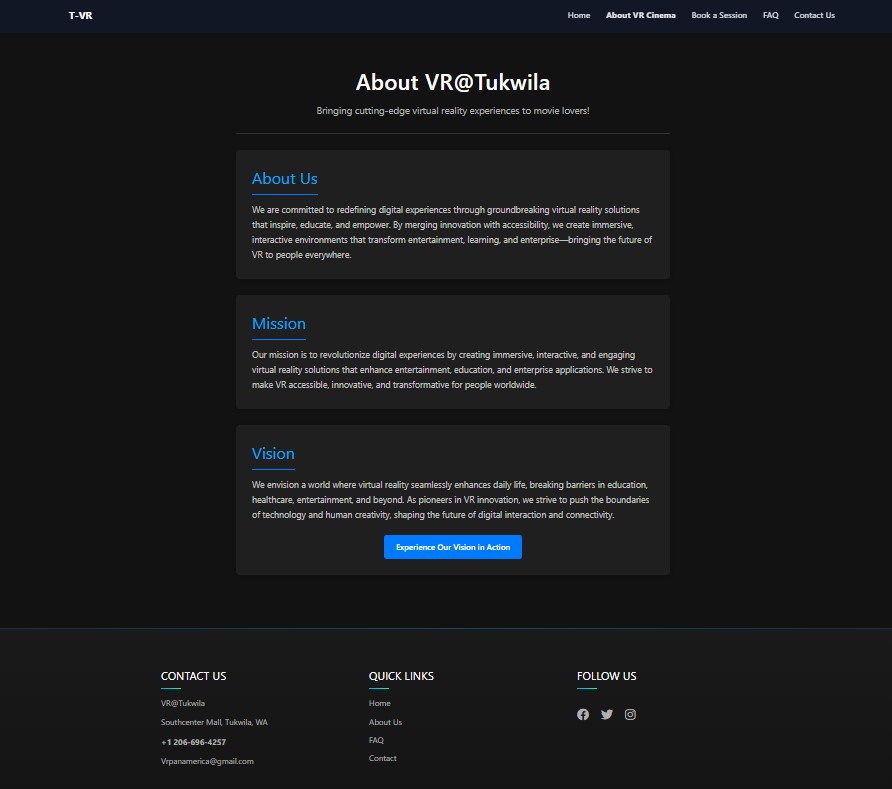 T-VR
Home About VR Cinema Book a Session FAQ Contact Us
About VR@Tukwila
Bringing cutting-edge virtual reality experiences to movie lovers!
About Us
We are committed to redefining digital experiences through groundbreaking virtual reality solutions
that inspire, educate, and empower. By merging innovation with accessibility, we create immersive,
interactive environments that transform entertainment, learning, and enterprise—bringing the future of
VR to people everywhere.
Mission
Our mission is to revolutionize digital experiences by creating immersive, interactive, and engaging
virtual reality solutions that enhance entertainment, education, and enterprise applications. We strive to
make VR accessible, innovative, and transformative for people worldwide.
Vision
We envision a world where virtual reality seamlessly enhances daily life, breaking barriers in education,
healthcare, entertainment, and beyond. As pioneers in VR innovation, we strive to push the boundaries
of technology and human creativity, shaping the future of digital interaction and connectivity.
Experience Our Vision in Action
CONTACT US
VR@Tukwila
Southcenter Mall, Tukwila, WA
+1 206-696-4257
Vrpanamerica@gmail.com
QUICK LINKS
Home
About Us
FAQ
Contact
FOLLOW US